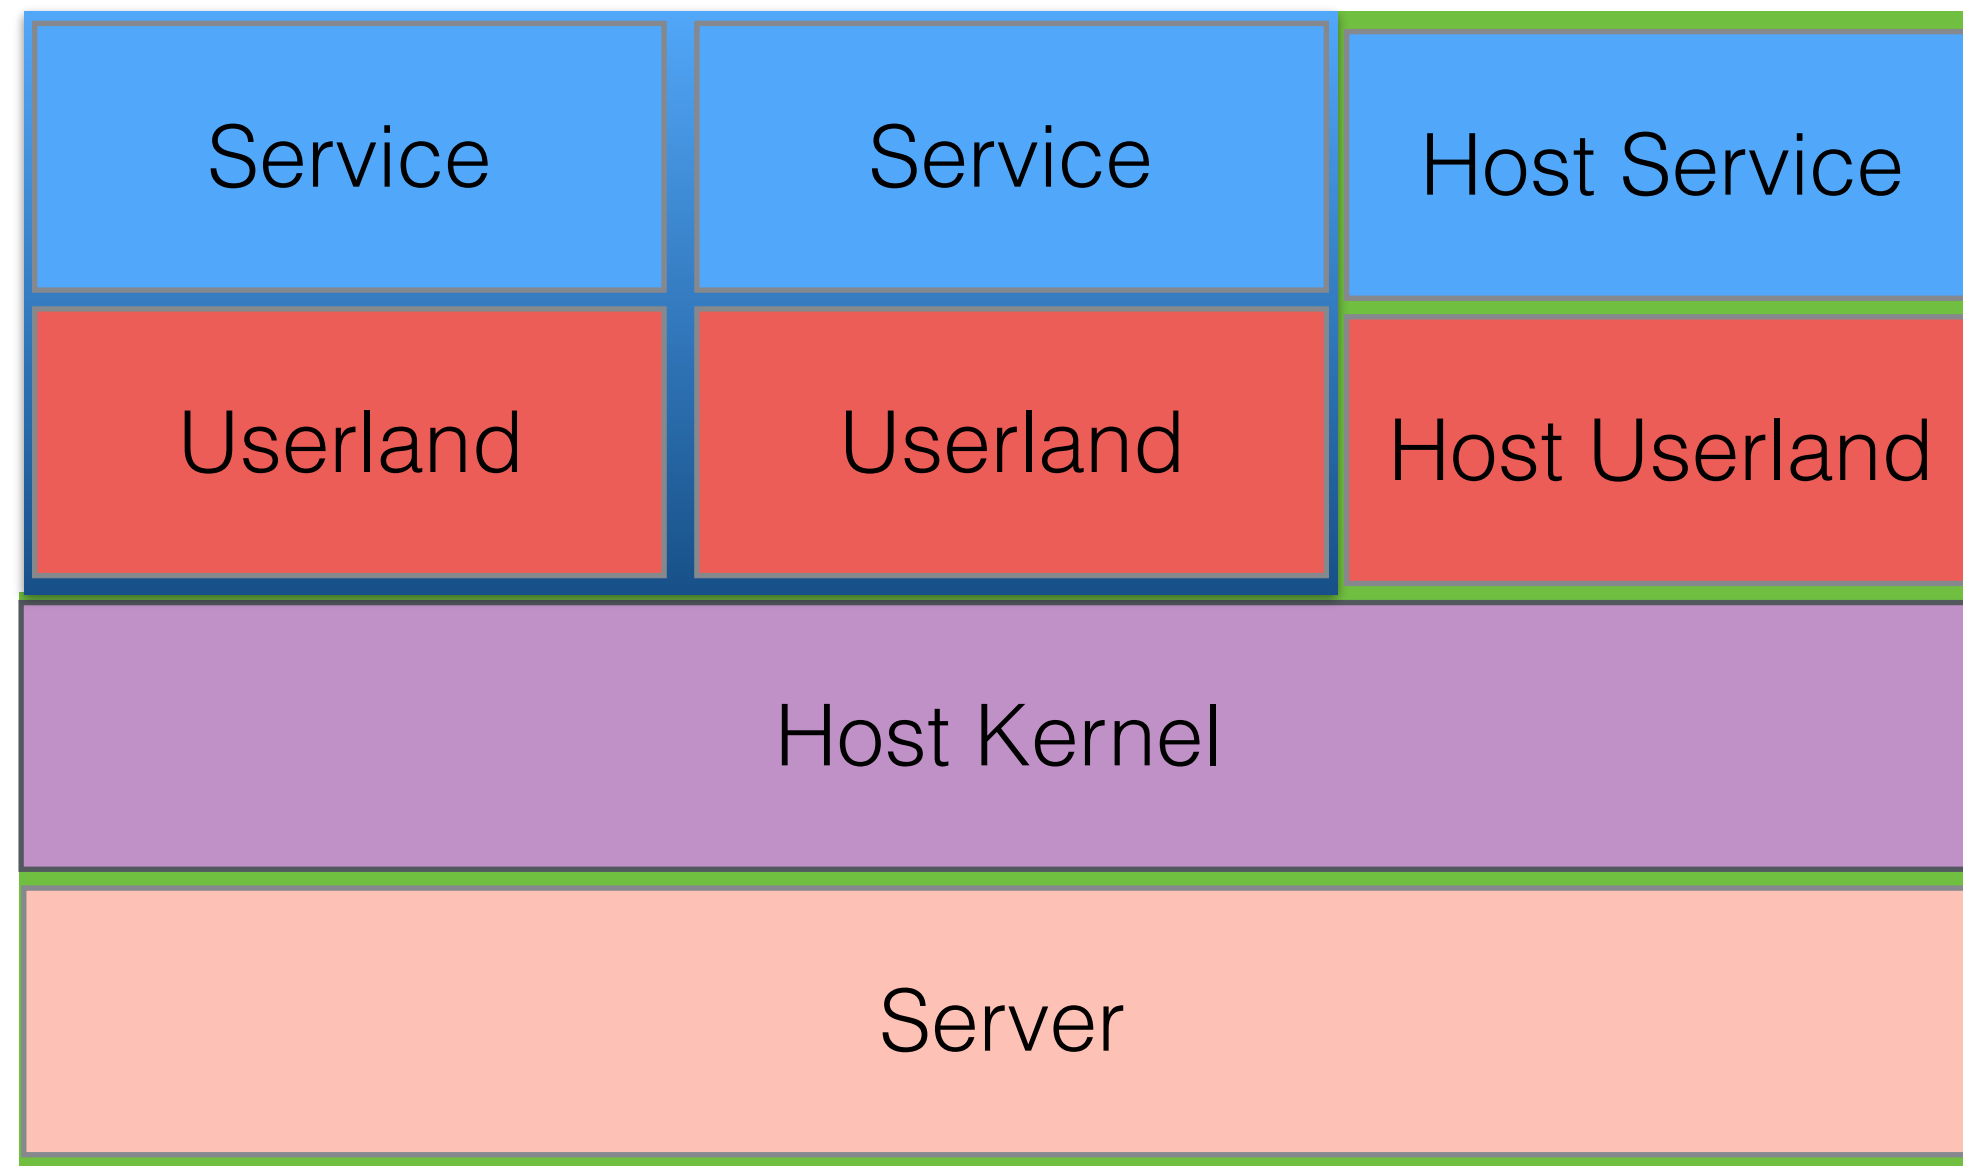 Service
Service
Host Service
Userland
Userland
Host Userland
Host Kernel
Server